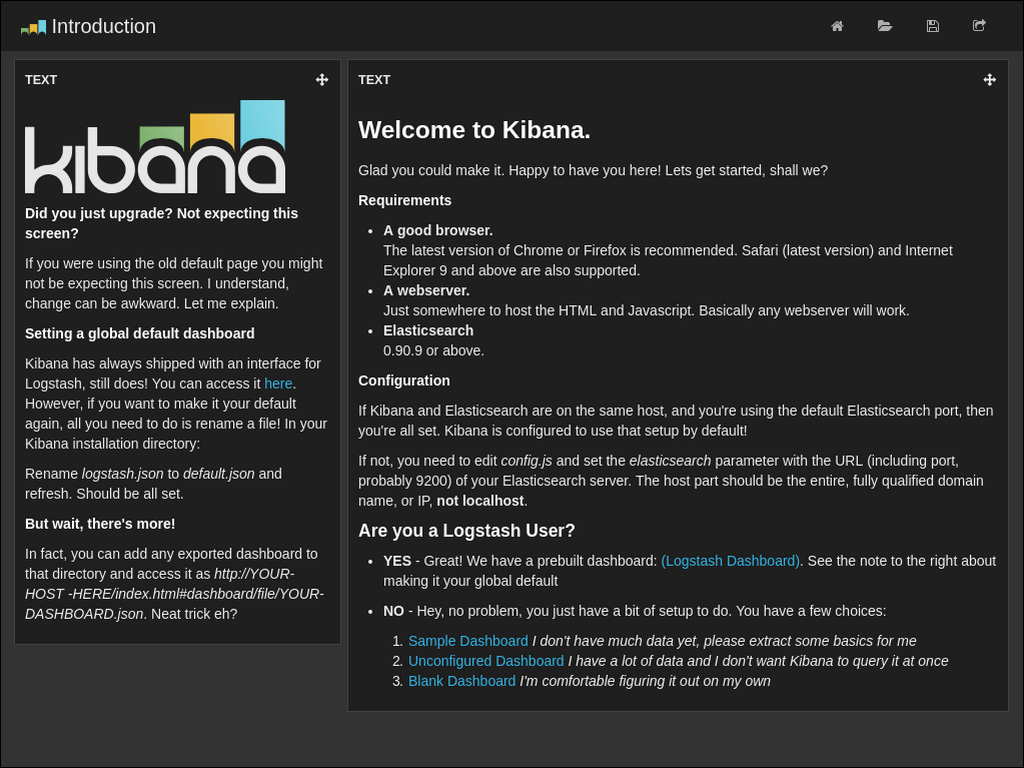 Introduction
TEXT
kibana
Did you just upgrade? Not expecting this
screen?
If you were using the old default page you might
not be expecting this screen. I understand,
change can be awkward. Let me explain.
Setting a global default dashboard
Kibana has always shipped with an interface for
Logstash, still does! You can access it here.
However, if you want to make it your default
again, all you need to do is rename a file! In your
Kibana installation directory:
Rename logstash.json to default.json and
refresh. Should be all set.
But wait, there's more!
In fact, you can add any exported dashboard to
that directory and access it as http://YOUR-
HOST -HERE/index.html#dashboard/file/YOUR-
DASHBOARD.json. Neat trick eh?
TEXT
Welcome to Kibana.
Glad you could make it. Happy to have you here! Lets get started, shall we?
Requirements
• A good browser.
The latest version of Chrome or Firefox is recommended. Safari (latest version) and Internet
Explorer 9 and above are also supported.
• A webserver.
Just somewhere to host the HTML and Javascript. Basically any webserver will work.
• Elasticsearch
0.90.9 or above.
Configuration
If Kibana and Elasticsearch are on the same host, and you're using the default Elasticsearch port, then
you're all set. Kibana is configured to use that setup by default!
If not, you need to edit config.js and set the elasticsearch parameter with the URL (including port,
probably 9200) of your Elasticsearch server. The host part should be the entire, fully qualified domain
name, or IP, not localhost.
Are you a Logstash User?
• YES - Great! We have a prebuilt dashboard: (Logstash Dashboard). See the note to the right about
making it your global default
• NO - Hey, no problem, you just have a bit of setup to do. You have a few choices:
1. Sample Dashboard I don't have much data yet, please extract some basics for me
2. Unconfigured Dashboard I have a lot of data and I don't want Kibana to query it at once
3. Blank Dashboard I'm comfortable figuring it out on my own